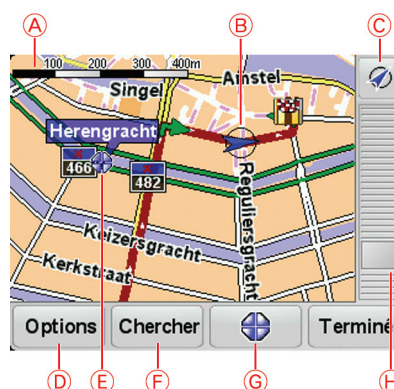 A
B
C
100 200 300 400m
Singel
Amstel
Herengracht
466
482
Reguliersgracht
Keizersgracht
Kerkstraat
Options
Chercher
Terminé
D
E
F
G
H